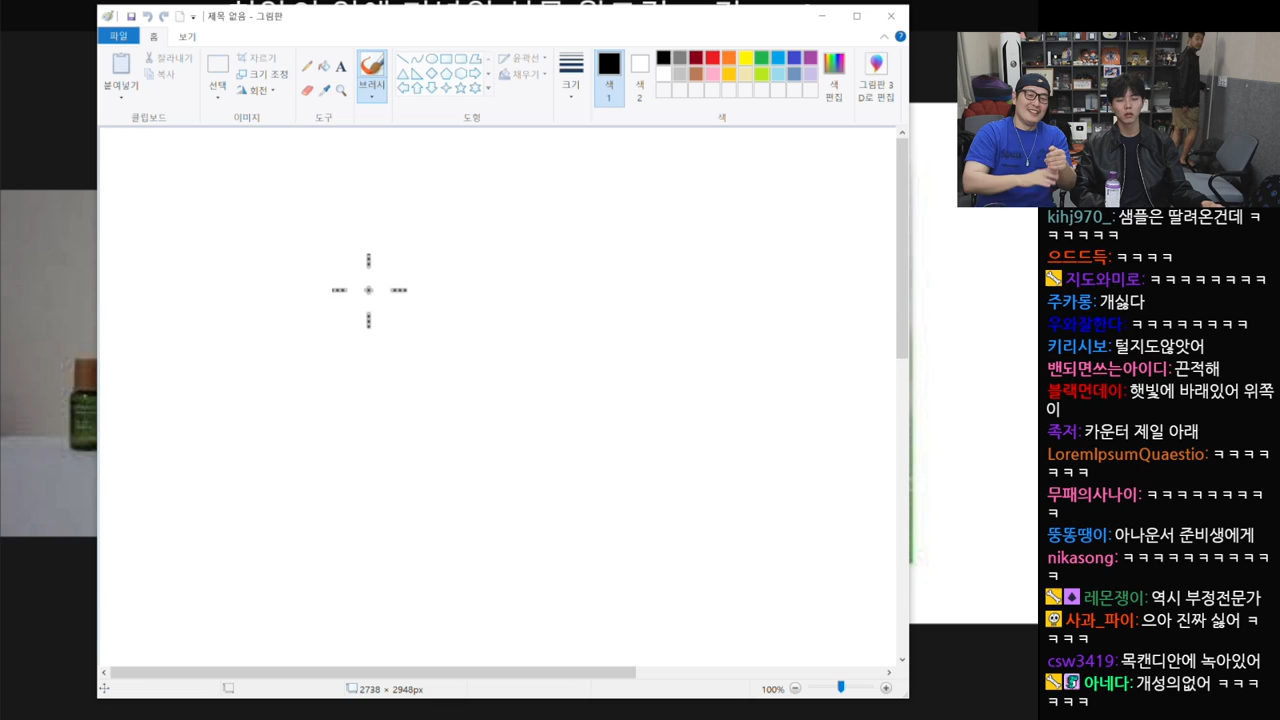 제목 없음 - 그림판
파일 홈 보기
붙여넣기
잘라내기
복사
클립보드
선택
자르기
크기 조정
회전
이미지
도구
브러시
윤곽선
채우기
도형
크기
색 1
색 2
색 편집
그림판 3D로 편집
색
2738 × 2948px
100%
kihj970_: 샘플은 딸려온건데 ㅋ
ㅋㅋㅋㅋㅋ
으드드득: ㅋㅋㅋㅋ
지도와미로: ㅋㅋㅋㅋㅋㅋㅋㅋ
주카롱: 개싫다
우와잘한다: ㅋㅋㅋㅋㅋㅋㅋㅋ
키리시보: 털지도않앗어
밴되면쓰는아이디: 끈적해
블랙먼데이: 햇빛에 바래있어 위쪽
이
족저: 카운터 제일 아래
LoremIpsumQuaestio: ㅋㅋㅋㅋ
ㅋㅋㅋ
무패의사나이: ㅋㅋㅋㅋㅋㅋㅋㅋ
ㅋ
뚱뚱땡이: 아나운서 준비생에게
nikasong: ㅋㅋㅋㅋㅋㅋㅋㅋㅋㅋ
ㅋ
레몬쟁이: 역시 부정전문가
사과_파이: 으아 진짜 싫어 ㅋ
ㅋㅋㅋㅋ
csw3419: 목캔디안에 녹아있어
아네다: 개성의없어 ㅋㅋㅋ
ㅋㅋㅋ